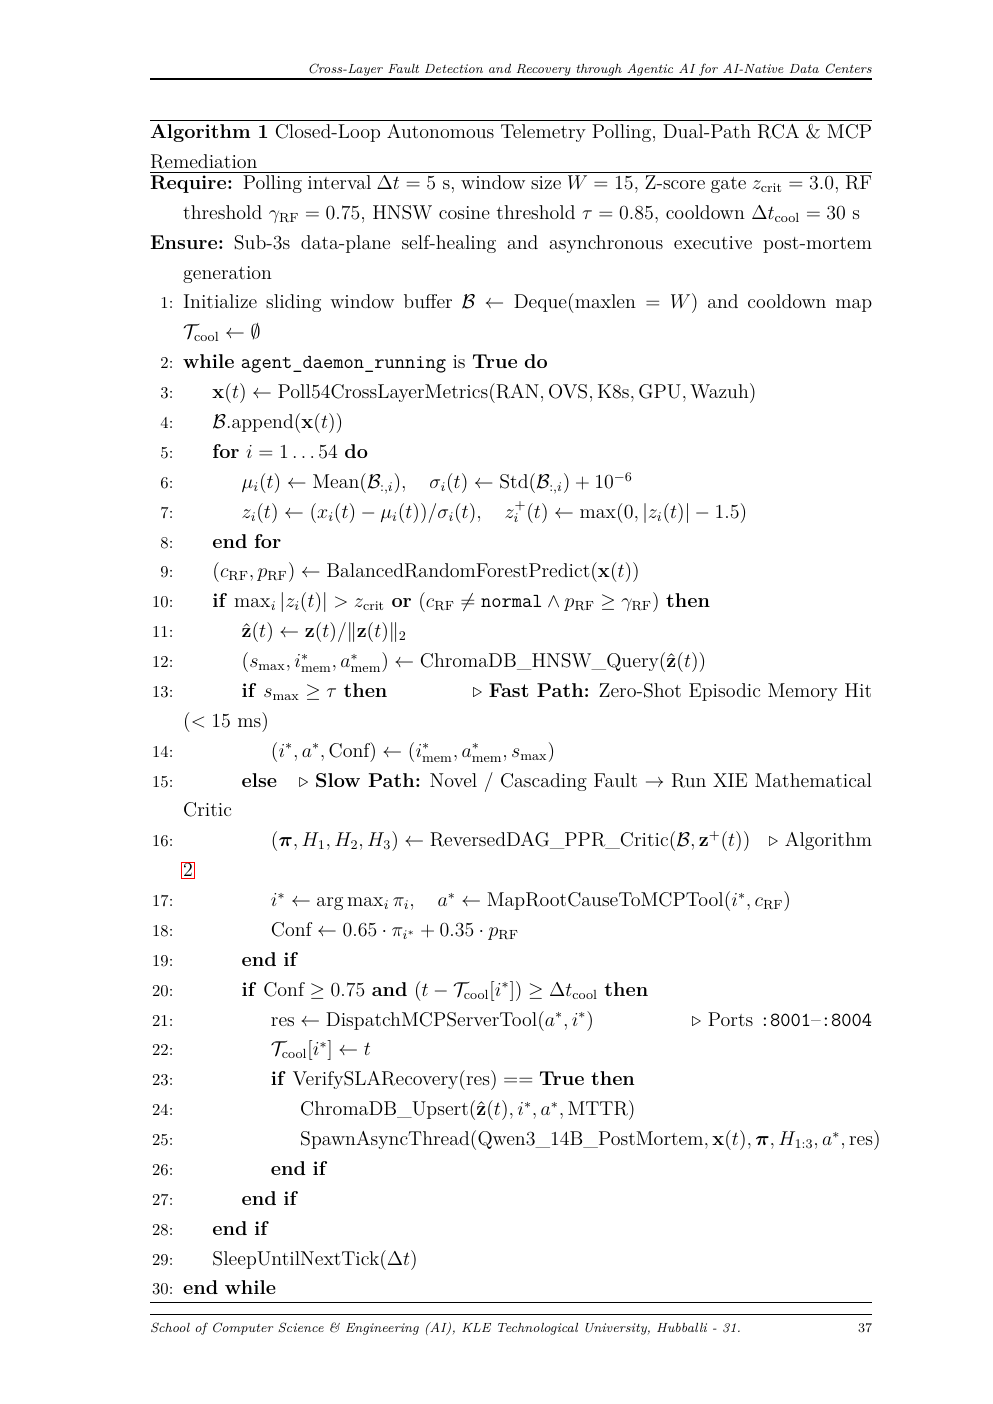 Cross-Layer Fault Detection and Recovery through Agentic AI for AI-Native Data Centers
Algorithm 1 Closed-Loop Autonomous Telemetry Polling, Dual-Path RCA & MCP
Remediation
Require: Polling interval Δt = 5 s, window size W = 15, Z-score gate z_crit = 3.0, RF
threshold γ_RF = 0.75, HNSW cosine threshold τ = 0.85, cooldown Δt_cool = 30 s
Ensure: Sub-3s data-plane self-healing and asynchronous executive post-mortem
generation
1: Initialize sliding window buffer ℬ ← Deque(maxlen = W) and cooldown map
𝒯_cool ← ∅
2: while agent_daemon_running is True do
3: x(t) ← Poll54CrossLayerMetrics(RAN, OVS, K8s, GPU, Wazuh)
4: ℬ.append(x(t))
5: for i = 1 . . . 54 do
6: μ_i(t) ← Mean(ℬ_:,i), σ_i(t) ← Std(ℬ_:,i) + 10^−6
7: z_i(t) ← (x_i(t) − μ_i(t))/σ_i(t), z_i^+(t) ← max(0, |z_i(t)| − 1.5)
8: end for
9: (c_RF, p_RF) ← BalancedRandomForestPredict(x(t))
10: if max_i |z_i(t)| > z_crit or (c_RF ≠ normal ∧ p_RF ≥ γ_RF) then
11: ẑ(t) ← z(t)/‖z(t)‖_2
12: (s_max, i*_mem, a*_mem) ← ChromaDB_HNSW_Query(ẑ(t))
13: if s_max ≥ τ then ▷ Fast Path: Zero-Shot Episodic Memory Hit
(< 15 ms)
14: (i*, a*, Conf) ← (i*_mem, a*_mem, s_max)
15: else ▷ Slow Path: Novel / Cascading Fault → Run XIE Mathematical
Critic
16: (π, H_1, H_2, H_3) ← ReversedDAG_PPR_Critic(ℬ, z^+(t)) ▷ Algorithm
2
17: i* ← arg max_i π_i, a* ← MapRootCauseToMCPTool(i*, c_RF)
18: Conf ← 0.65 · π_i* + 0.35 · p_RF
19: end if
20: if Conf ≥ 0.75 and (t − 𝒯_cool[i*]) ≥ Δt_cool then
21: res ← DispatchMCPServerTool(a*, i*) ▷ Ports :8001–:8004
22: 𝒯_cool[i*] ← t
23: if VerifySLARecovery(res) == True then
24: ChromaDB_Upsert(ẑ(t), i*, a*, MTTR)
25: SpawnAsyncThread(Qwen3_14B_PostMortem, x(t), π, H_1:3, a*, res)
26: end if
27: end if
28: end if
29: SleepUntilNextTick(Δt)
30: end while
School of Computer Science & Engineering (AI), KLE Technological University, Hubballi - 31. 37